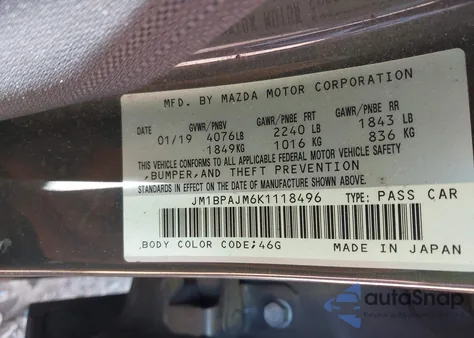 MFD. BY MAZDA MOTOR CORPORATION
GVWR/PNBV GAWR/PNBE FRT GAWR/PNBE RR
01/19 4076LB 2240 LB 1843 LB
1849KG 1016 KG 836 KG
THIS VEHICLE CONFORMS TO ALL APPLICABLE FEDERAL MOTOR VEHICLE SAFETY
,BUMPER,AND THEFT PREVENTION
STANDARDS IN EFFECT ON THE DATE OF MANUFACTURE SHOWN ABOVE.
JM1BPAJM6K1118496 TYPE: PASS CAR
BODY COLOR CODE;46G MADE IN JAPAN
autoSnap